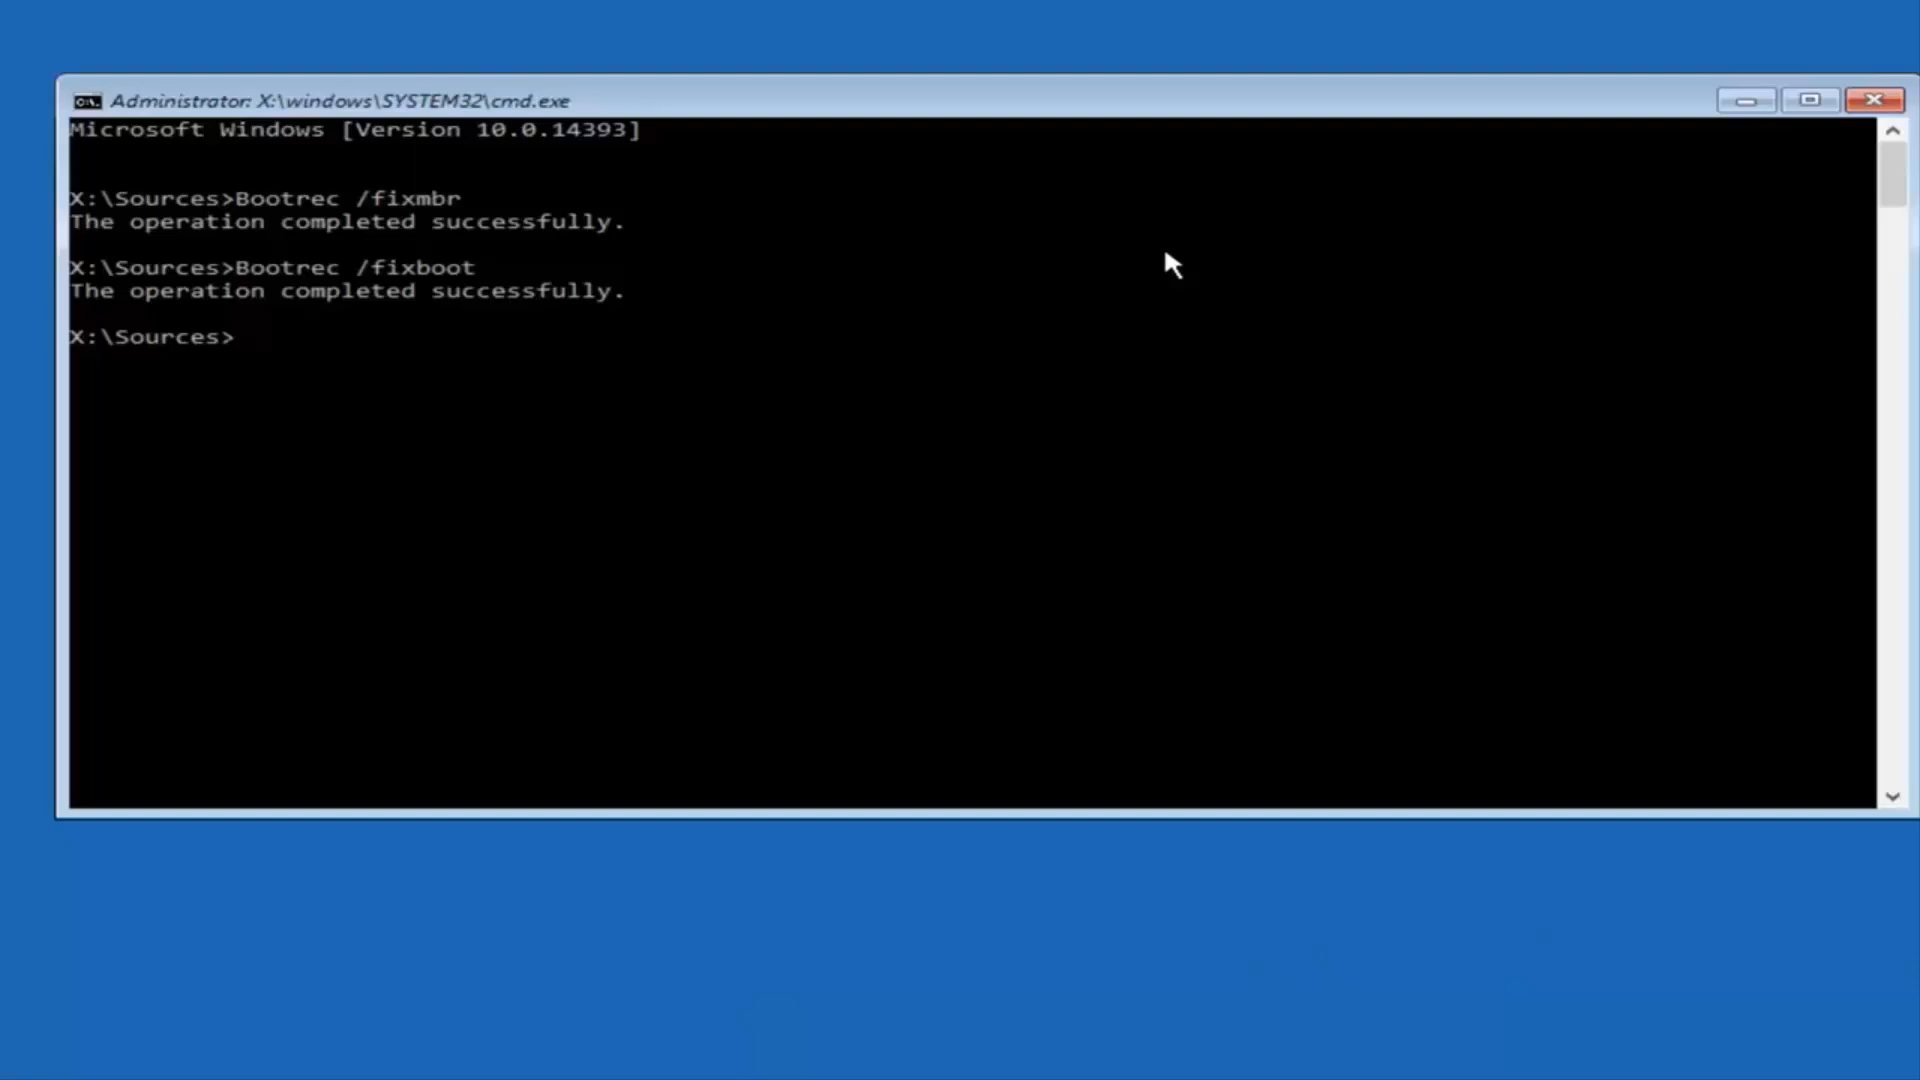 Administrator: X:\windows\SYSTEM32\cmd.exe
Microsoft Windows [Version 10.0.14393]
X:\Sources>Bootrec /fixmbr
The operation completed successfully.
X:\Sources>Bootrec /fixboot
The operation completed successfully.
X:\Sources>